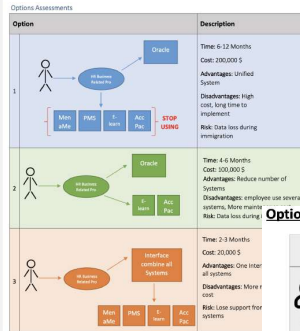 Options Assessments
Option
Description
1
Oracle
HR Business
Related Pro
Men
aMe
PMS
E-
learn
Acc
Pac
STOP
USING
Time: 6-12 Months
Cost: 200,000 $
Advantages: Unified
System
Disadvantages: High
cost, long time to
implement
Risk: Data loss during
immigration
2
Oracle
HR Business
Related Pro
E-
learn
Acc
Pac
Time: 4-6 Months
Cost: 100,000 $
Advantages: Reduce number of
Systems
Disadvantages: employee use severa
systems, More mainte
Risk: Data loss during i
Optio
3
Interface
combine all
Systems
HR Business
Related Pro
Men
aMe
PMS
E-
learn
Acc
Pac
Time: 2-3 Months
Cost: 20,000 $
Advantages: One Inter
all systems
Disadvantages: More r
cost
Risk: Lose support from
systems